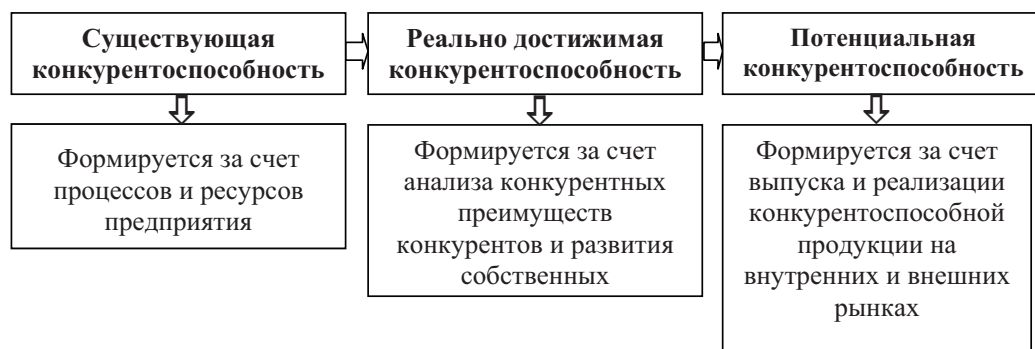 Существующая
конкурентоспособность
Реально достижимая
конкурентоспособность
Потенциальная
конкурентоспособность
Формируется за счет
процессов и ресурсов
предприятия
Формируется за счет
анализа конкурентных
преимуществ
конкурентов и развития
собственных
Формируется за счет
выпуска и реализации
конкурентоспособной
продукции на
внутренних и внешних
рынках